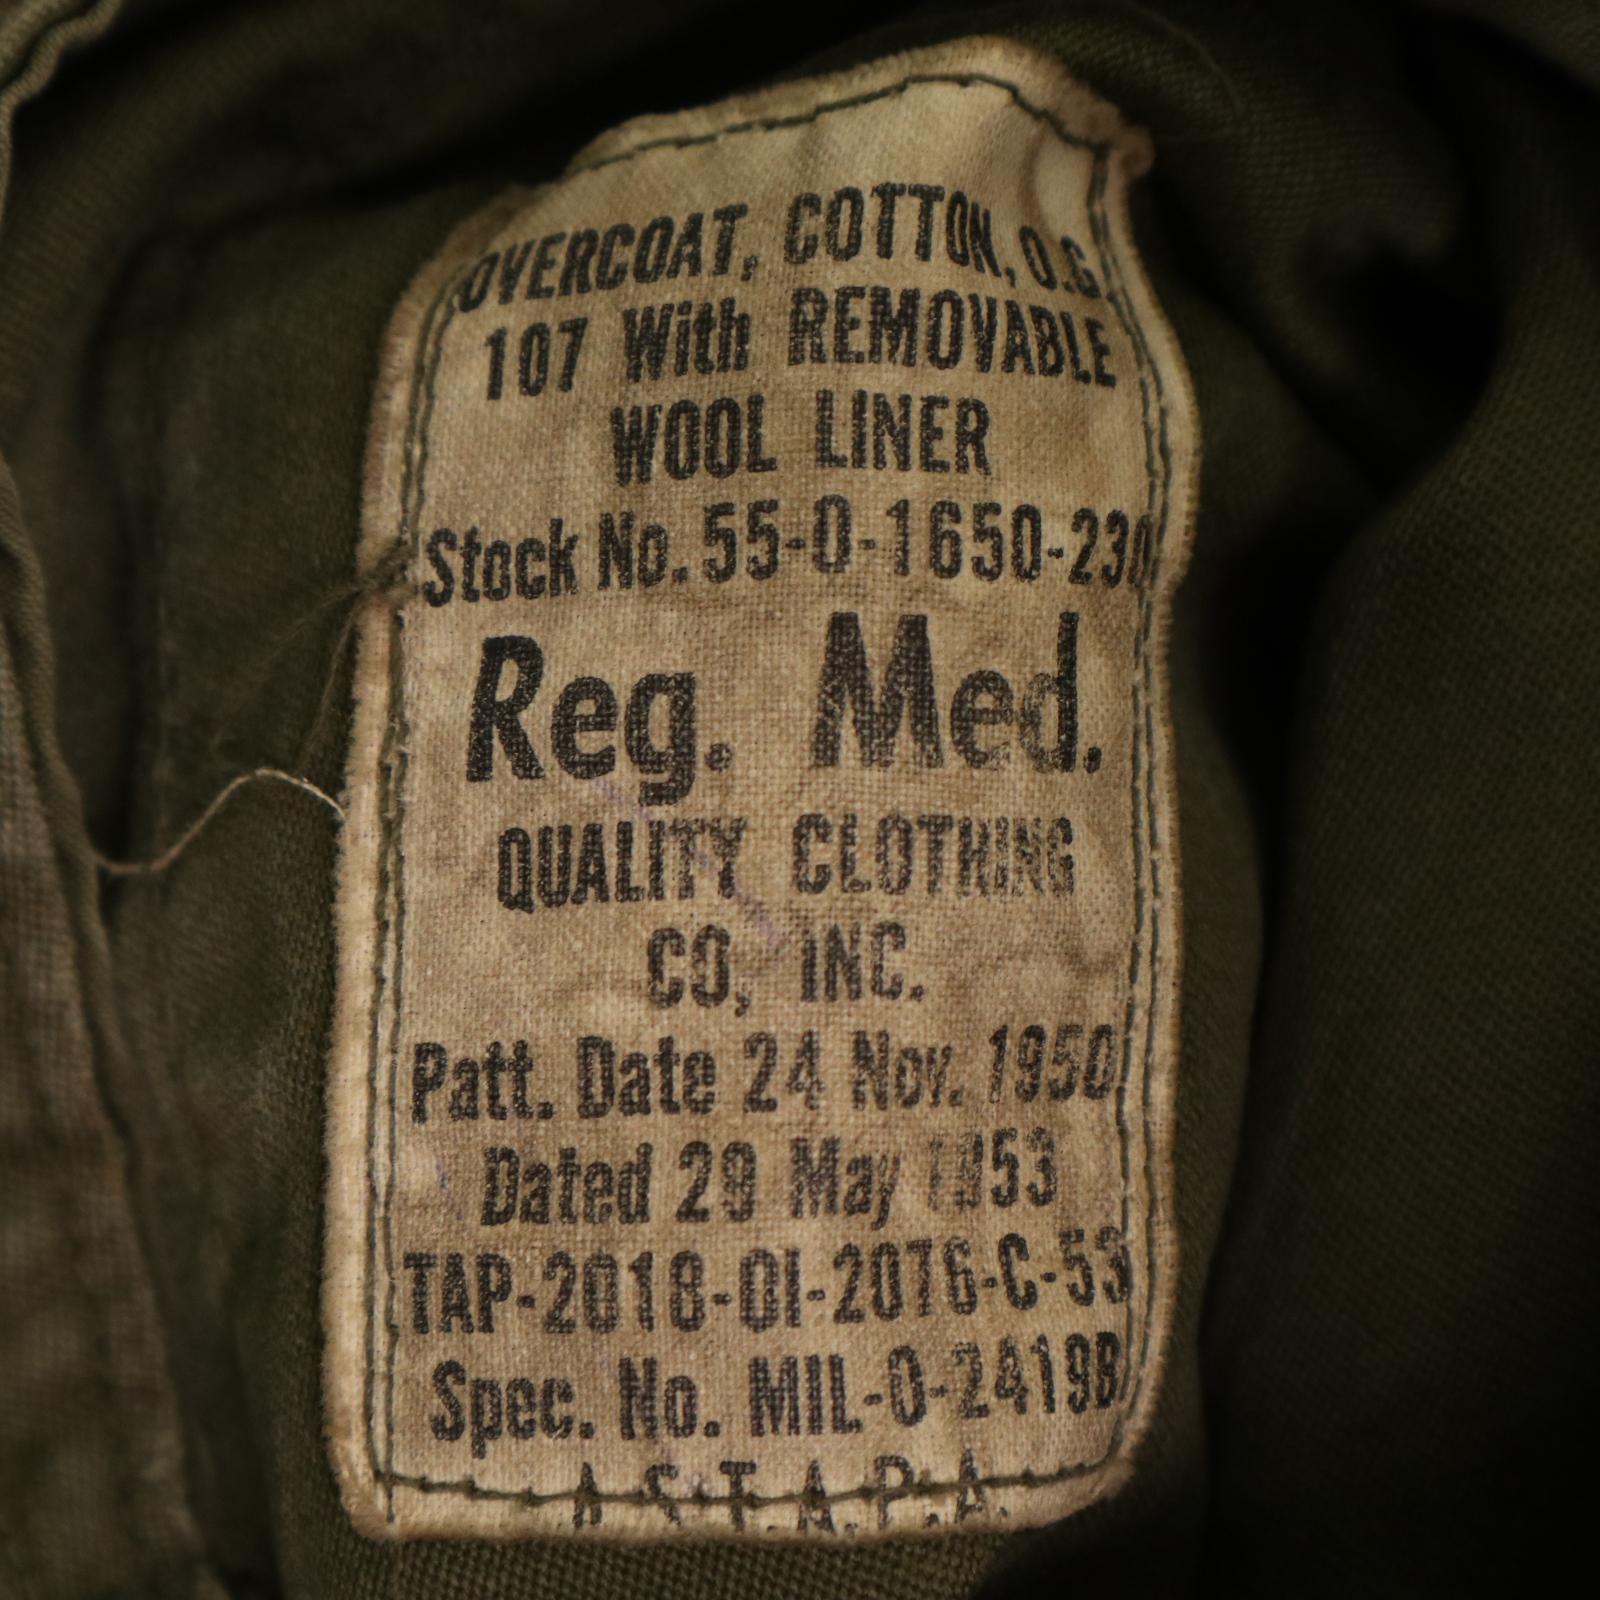 OVERCOAT, COTTON, O.G.
107 With REMOVABLE
WOOL LINER
Stock No. 55-O-1650-230
Reg. Med.
QUALITY CLOTHING
CO, INC.
Patt. Date 24 Nov. 1950
Dated 29 May 1953
TAP-2018-OI-2076-C-53
Spec. No. MIL-O-2419B
A.S.T.A.P.A.